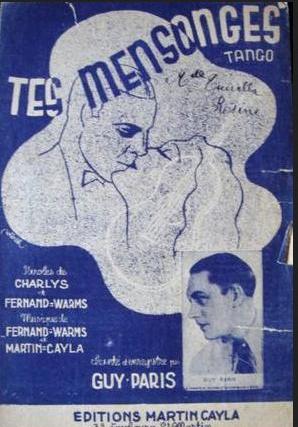 TES MENSONGES
TANGO
Paroles de
CHARLYS
et
FERNAND=WARMS
Musique de
FERNAND=WARMS
et
MARTIN=CAYLA
chanté et enregistré par
GUY=PARIS
GUY PARIS
EDITIONS MARTIN CAYLA